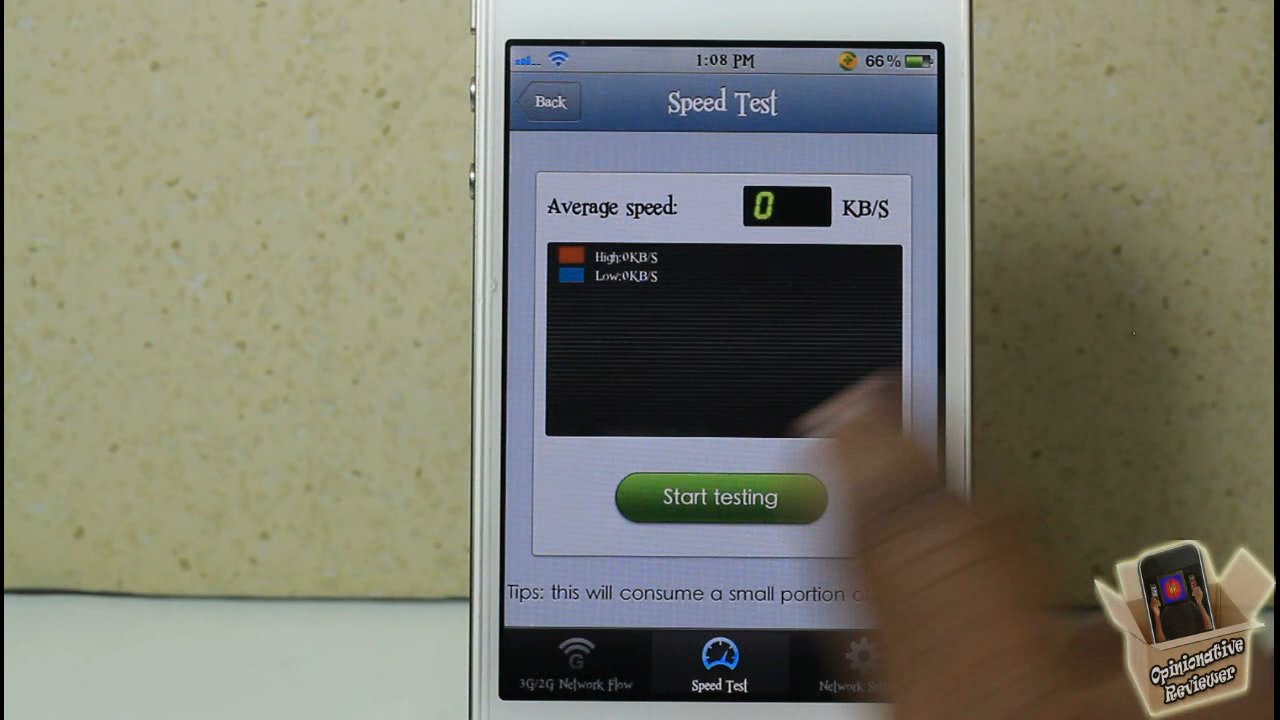 1:08 PM
66%
Back
Speed Test
Average speed:
0
KB/S
High:0KB/S
Low:0KB/S
Start testing
Tips: this will consume a small portion
G
3G/2G Network Flow
Speed Test
Network
Opinionative
Reviewer